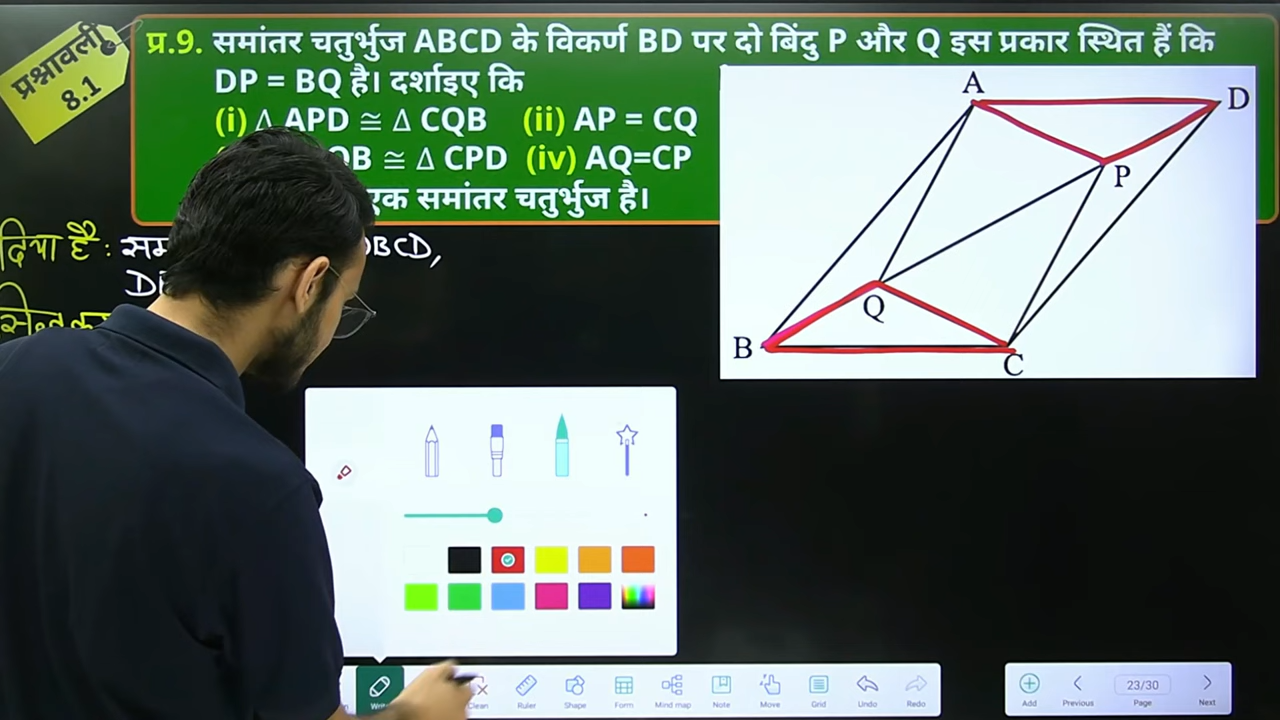 प्रश्नावली
8.1
प्र.9. समांतर चतुर्भुज ABCD के विकर्ण BD पर दो बिंदु P और Q इस प्रकार स्थित हैं कि
DP = BQ है। दर्शाइए कि
(i) Δ APD ≅ Δ CQB (ii) AP = CQ
QB ≅ Δ CPD (iv) AQ=CP
एक समांतर चतुर्भुज है।
दिया है: BCD,
A
D
P
Q
B
C
Clean
Ruler
Shape
Form
Mind map
Note
Move
Grid
Undo
Redo
Add
Previous
23/30
Page
Next